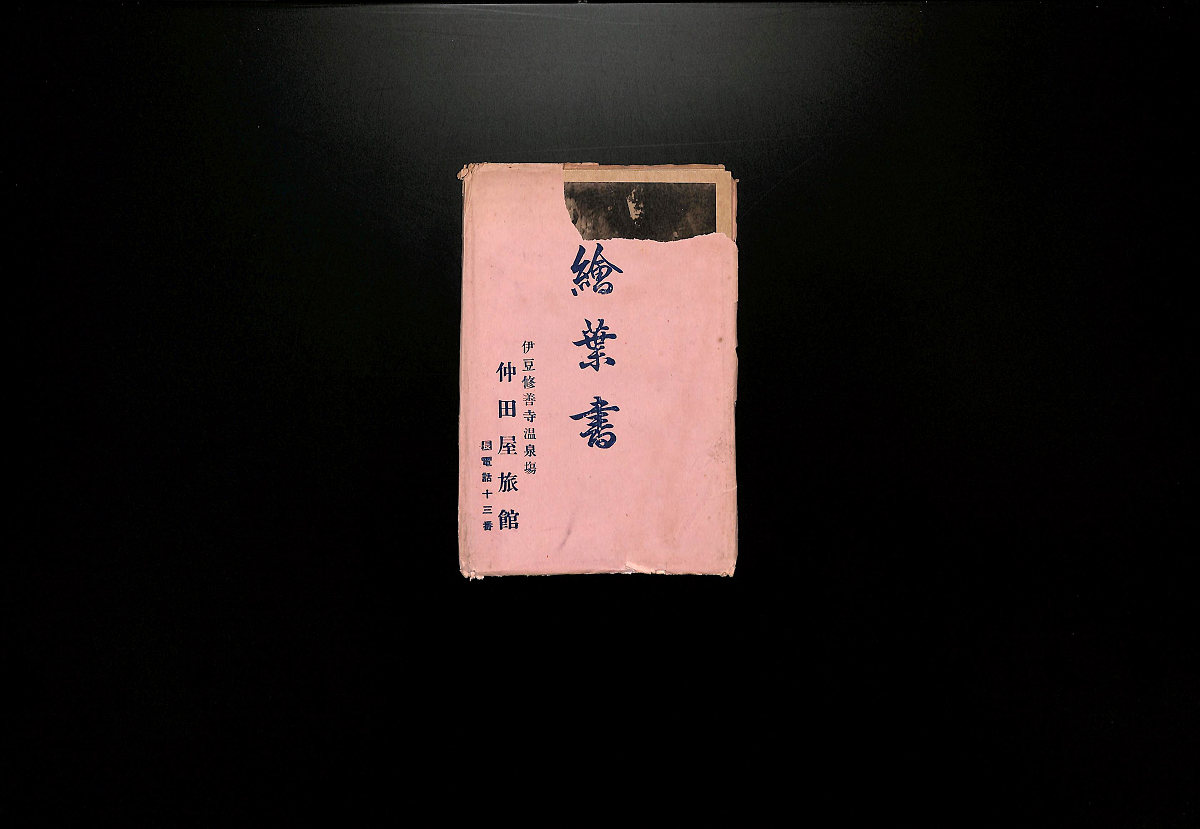 繪葉書
伊豆修善寺温泉塲
仲田屋旅館
電話十三番